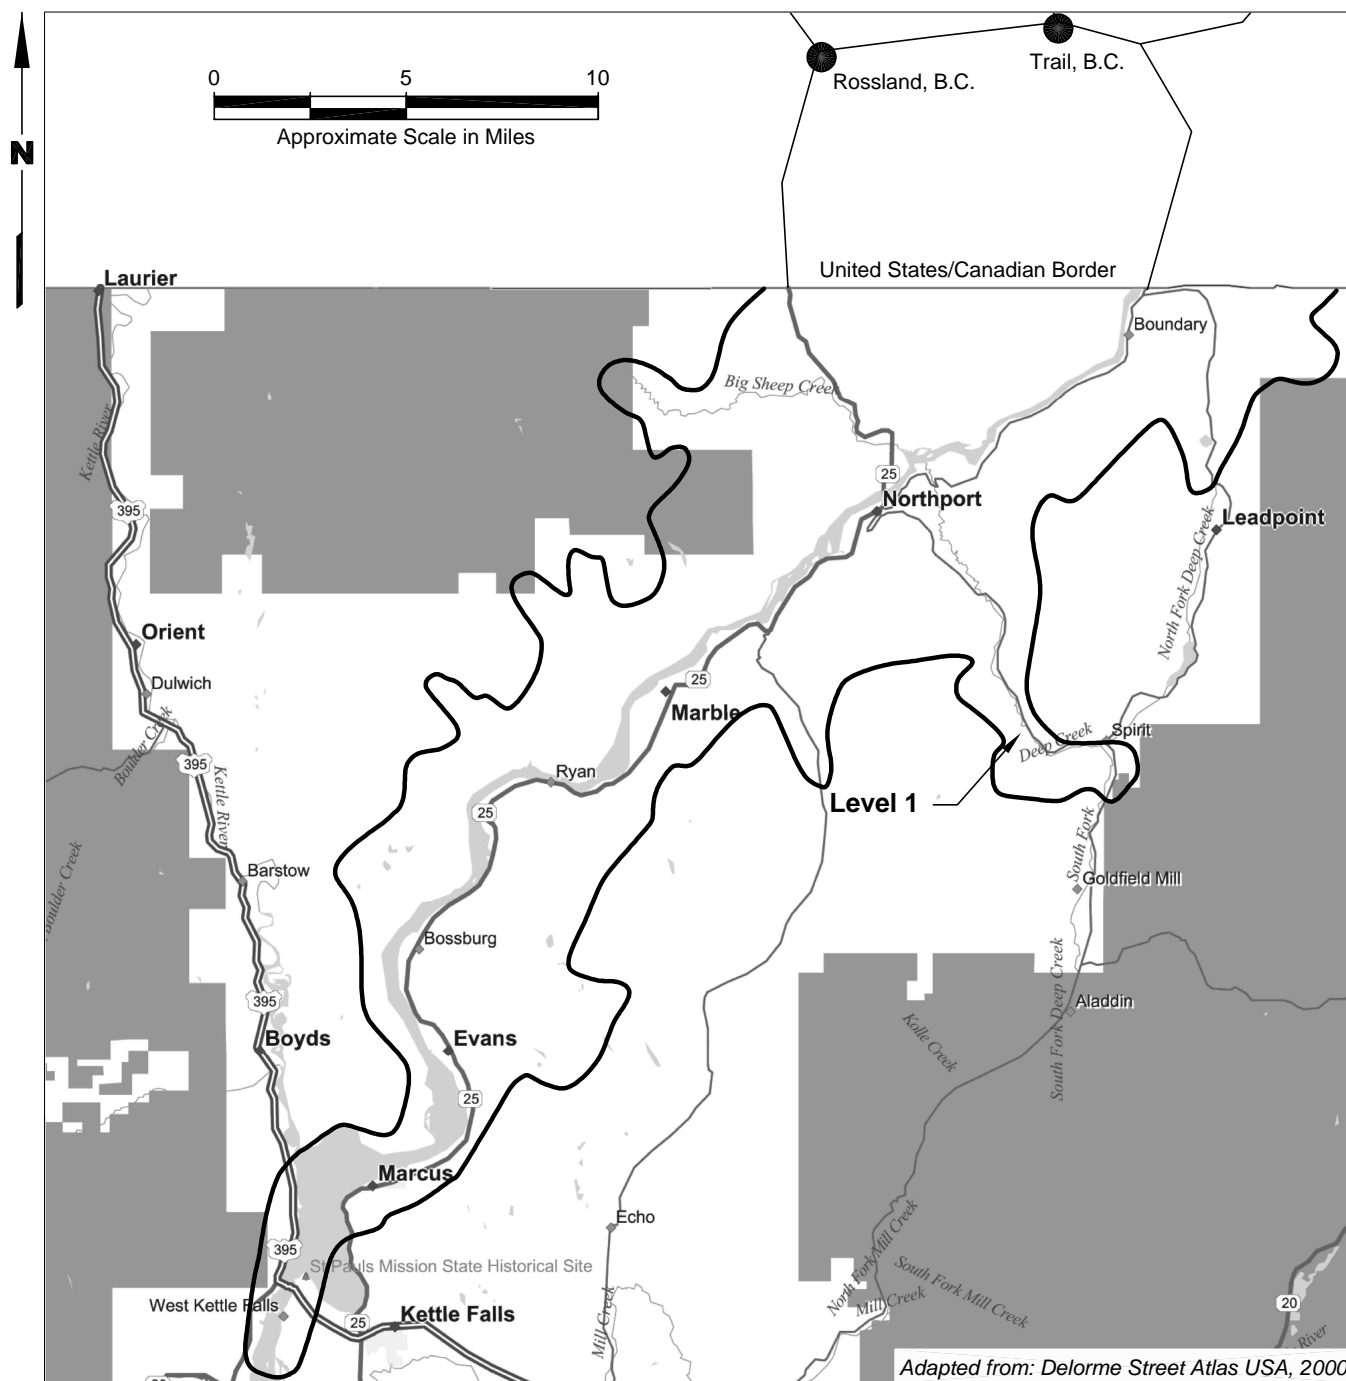 Trail, B.C.
Rossland, B.C.
0 5 10
Approximate Scale in Miles
N
United States/Canadian Border
Laurier
Boundary
Big Sheep Creek
Kettle River
25
Northport
395
Leadpoint
North Fork Deep Creek
Orient
Dulwich
25
Marble
Boulder Creek
Spirit
Deep Creek
395
Kettle River
Ryan
Level 1
25
South Fork
Barstow
Goldfield Mill
Boulder Creek
Bossburg
395
Aladdin
South Fork Deep Creek
Kolle Creek
Boyds
Evans
25
Marcus
Echo
395
North Fork Mill Creek
South Fork Mill Creek
St Pauls Mission State Historical Site
West Kettle Falls
Mill Creek
20
25
Kettle Falls
Mill Creek
River
Adapted from: Delorme Street Atlas USA, 2000